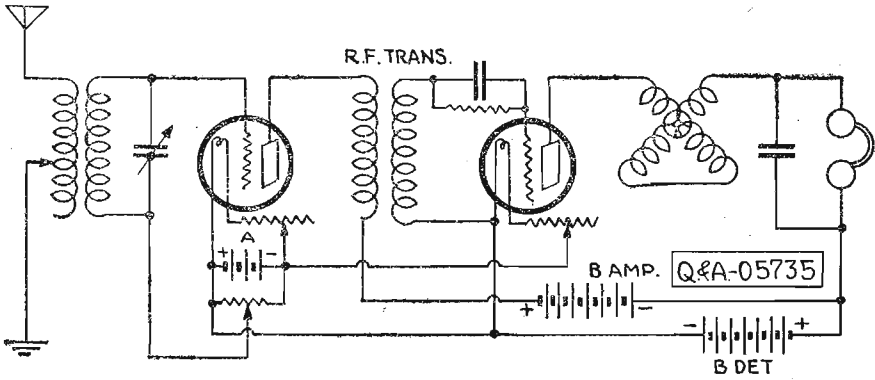 R.F. TRANS.
A
+ -
B AMP.
Q&A-05735
+ -
- +
B DET